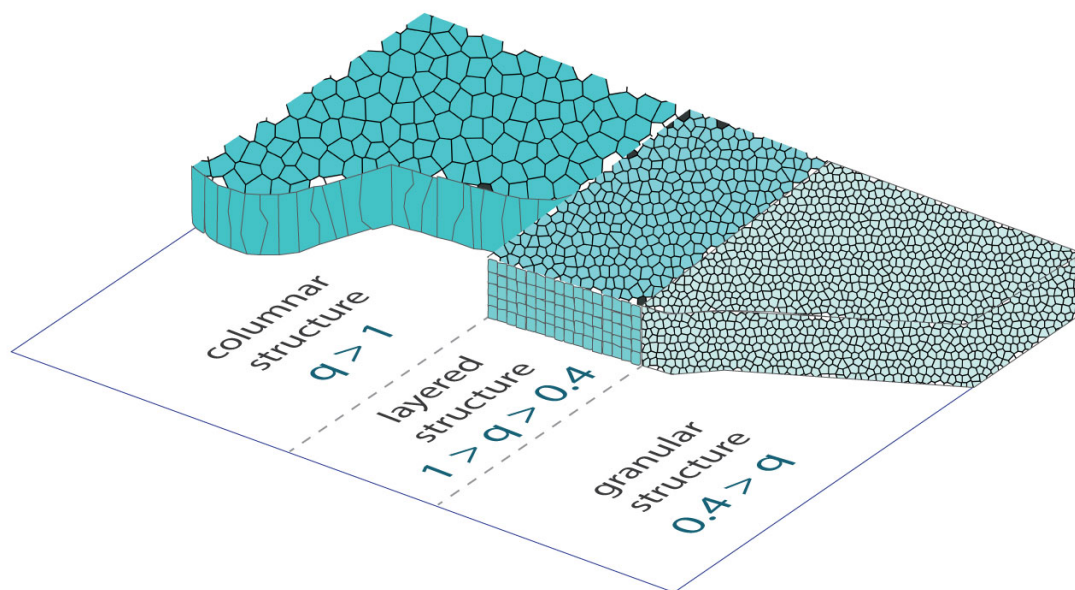 columnar
structure
q > 1
layered
structure
1 > q > 0.4
granular
structure
0.4 > q